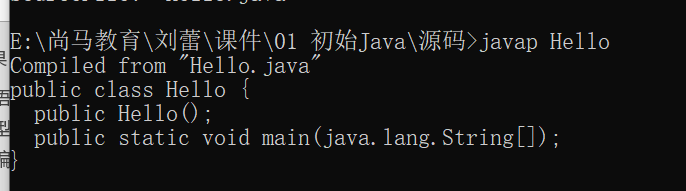 E:\尚马教育\刘蕾\课件\01 初始Java\源码>javap Hello
Compiled from "Hello.java"
public class Hello {
  public Hello();
  public static void main(java.lang.String[]);
}